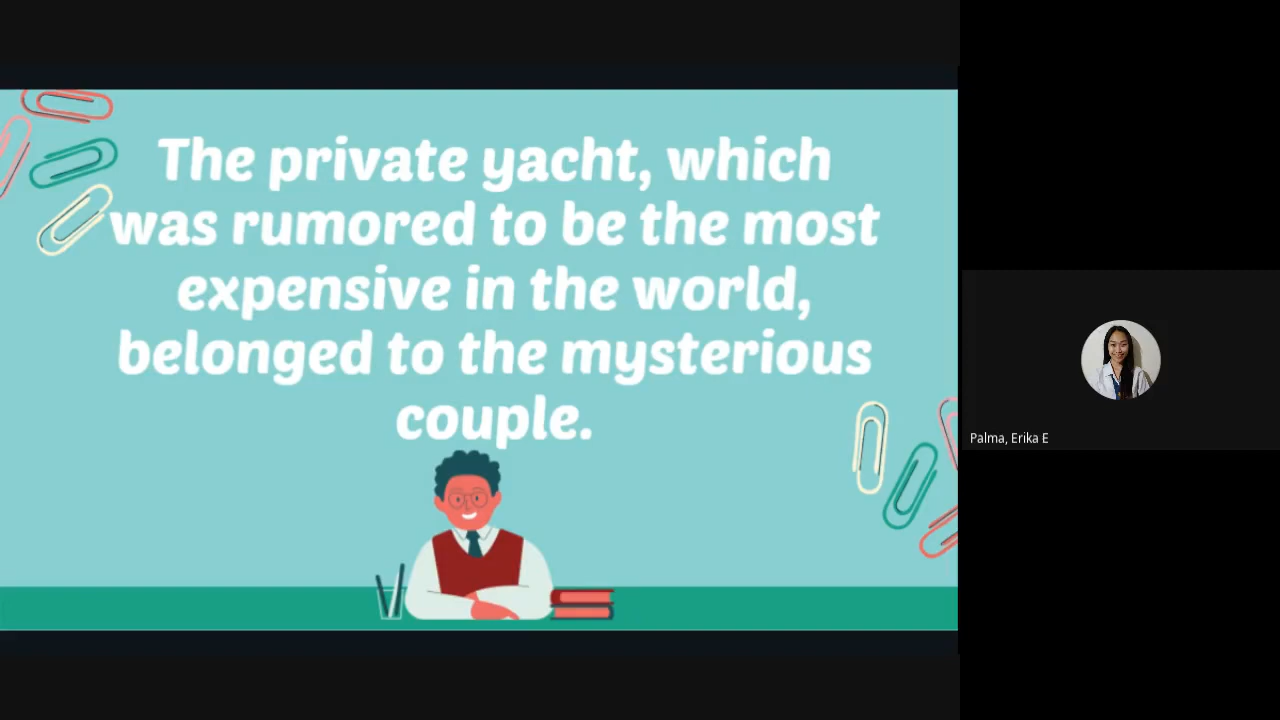 The private yacht, which
was rumored to be the most
expensive in the world,
belonged to the mysterious
couple.
Palma, Erika E